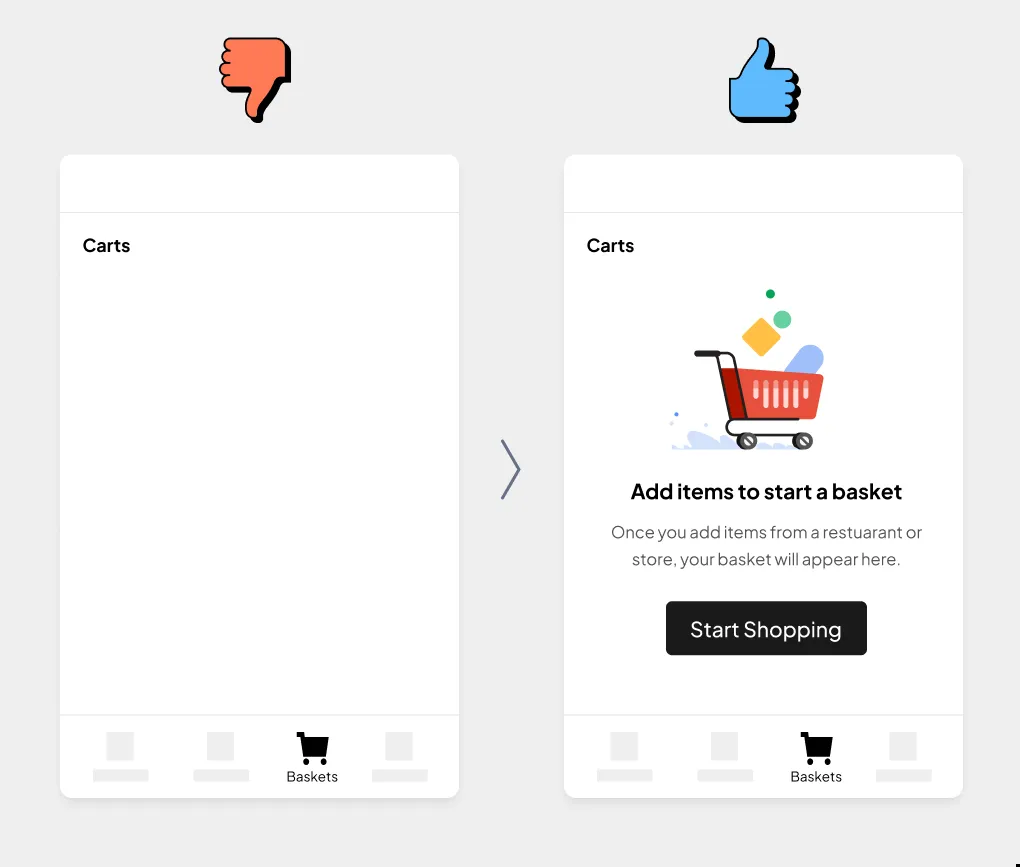 Carts
Baskets
Carts
Add items to start a basket
Once you add items from a restuarant or
store, your basket will appear here.
Start Shopping
Baskets